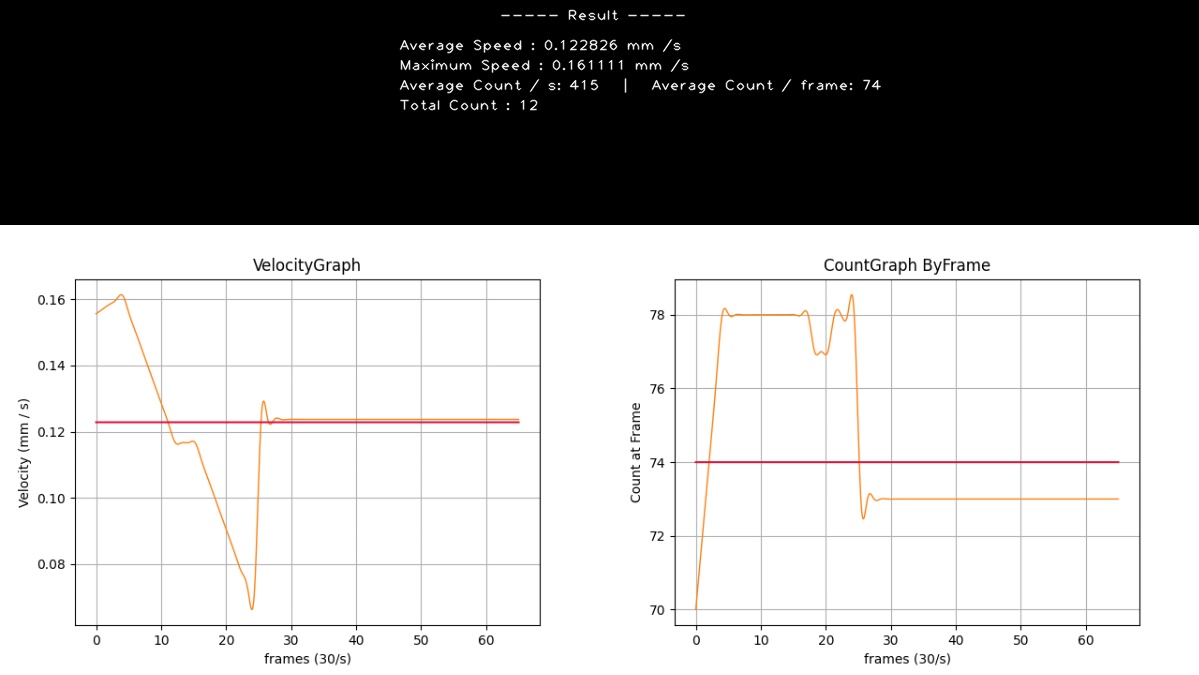 ----- Result -----
Average Speed : 0.122826 mm /s
Maximum Speed : 0.161111 mm /s
Average Count / s: 415 | Average Count / frame: 74
Total Count : 12
VelocityGraph
0.16
0.14
0.12
0.10
0.08
Velocity (mm / s)
0 10 20 30 40 50 60
frames (30/s)
CountGraph ByFrame
78
76
74
72
70
Count at Frame
0 10 20 30 40 50 60
frames (30/s)